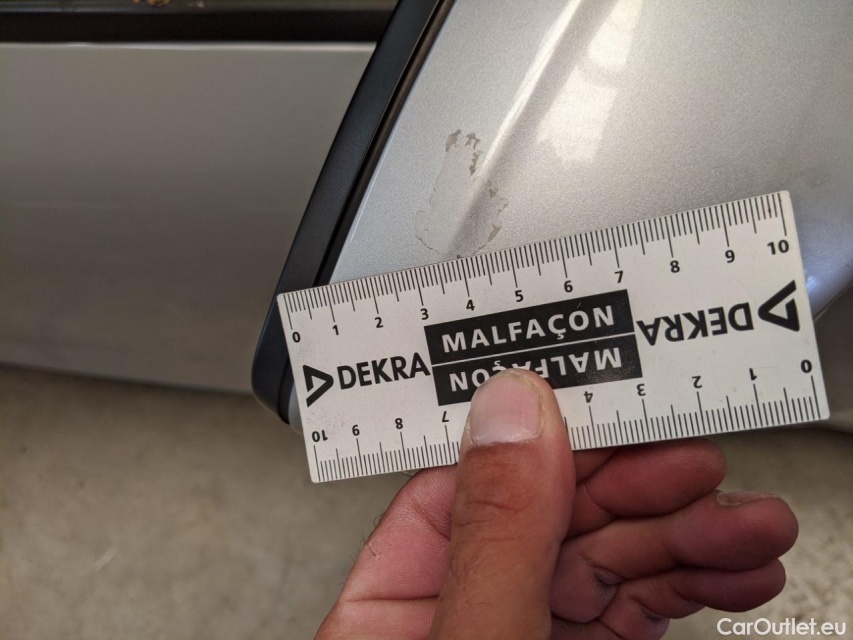 0 1 2 3 4 5 6 7 8 9 10
DEKRA MALFAÇON DEKRA
MALFAÇON
10 9 8 7 4 3 2 1 0
CarOutlet.eu